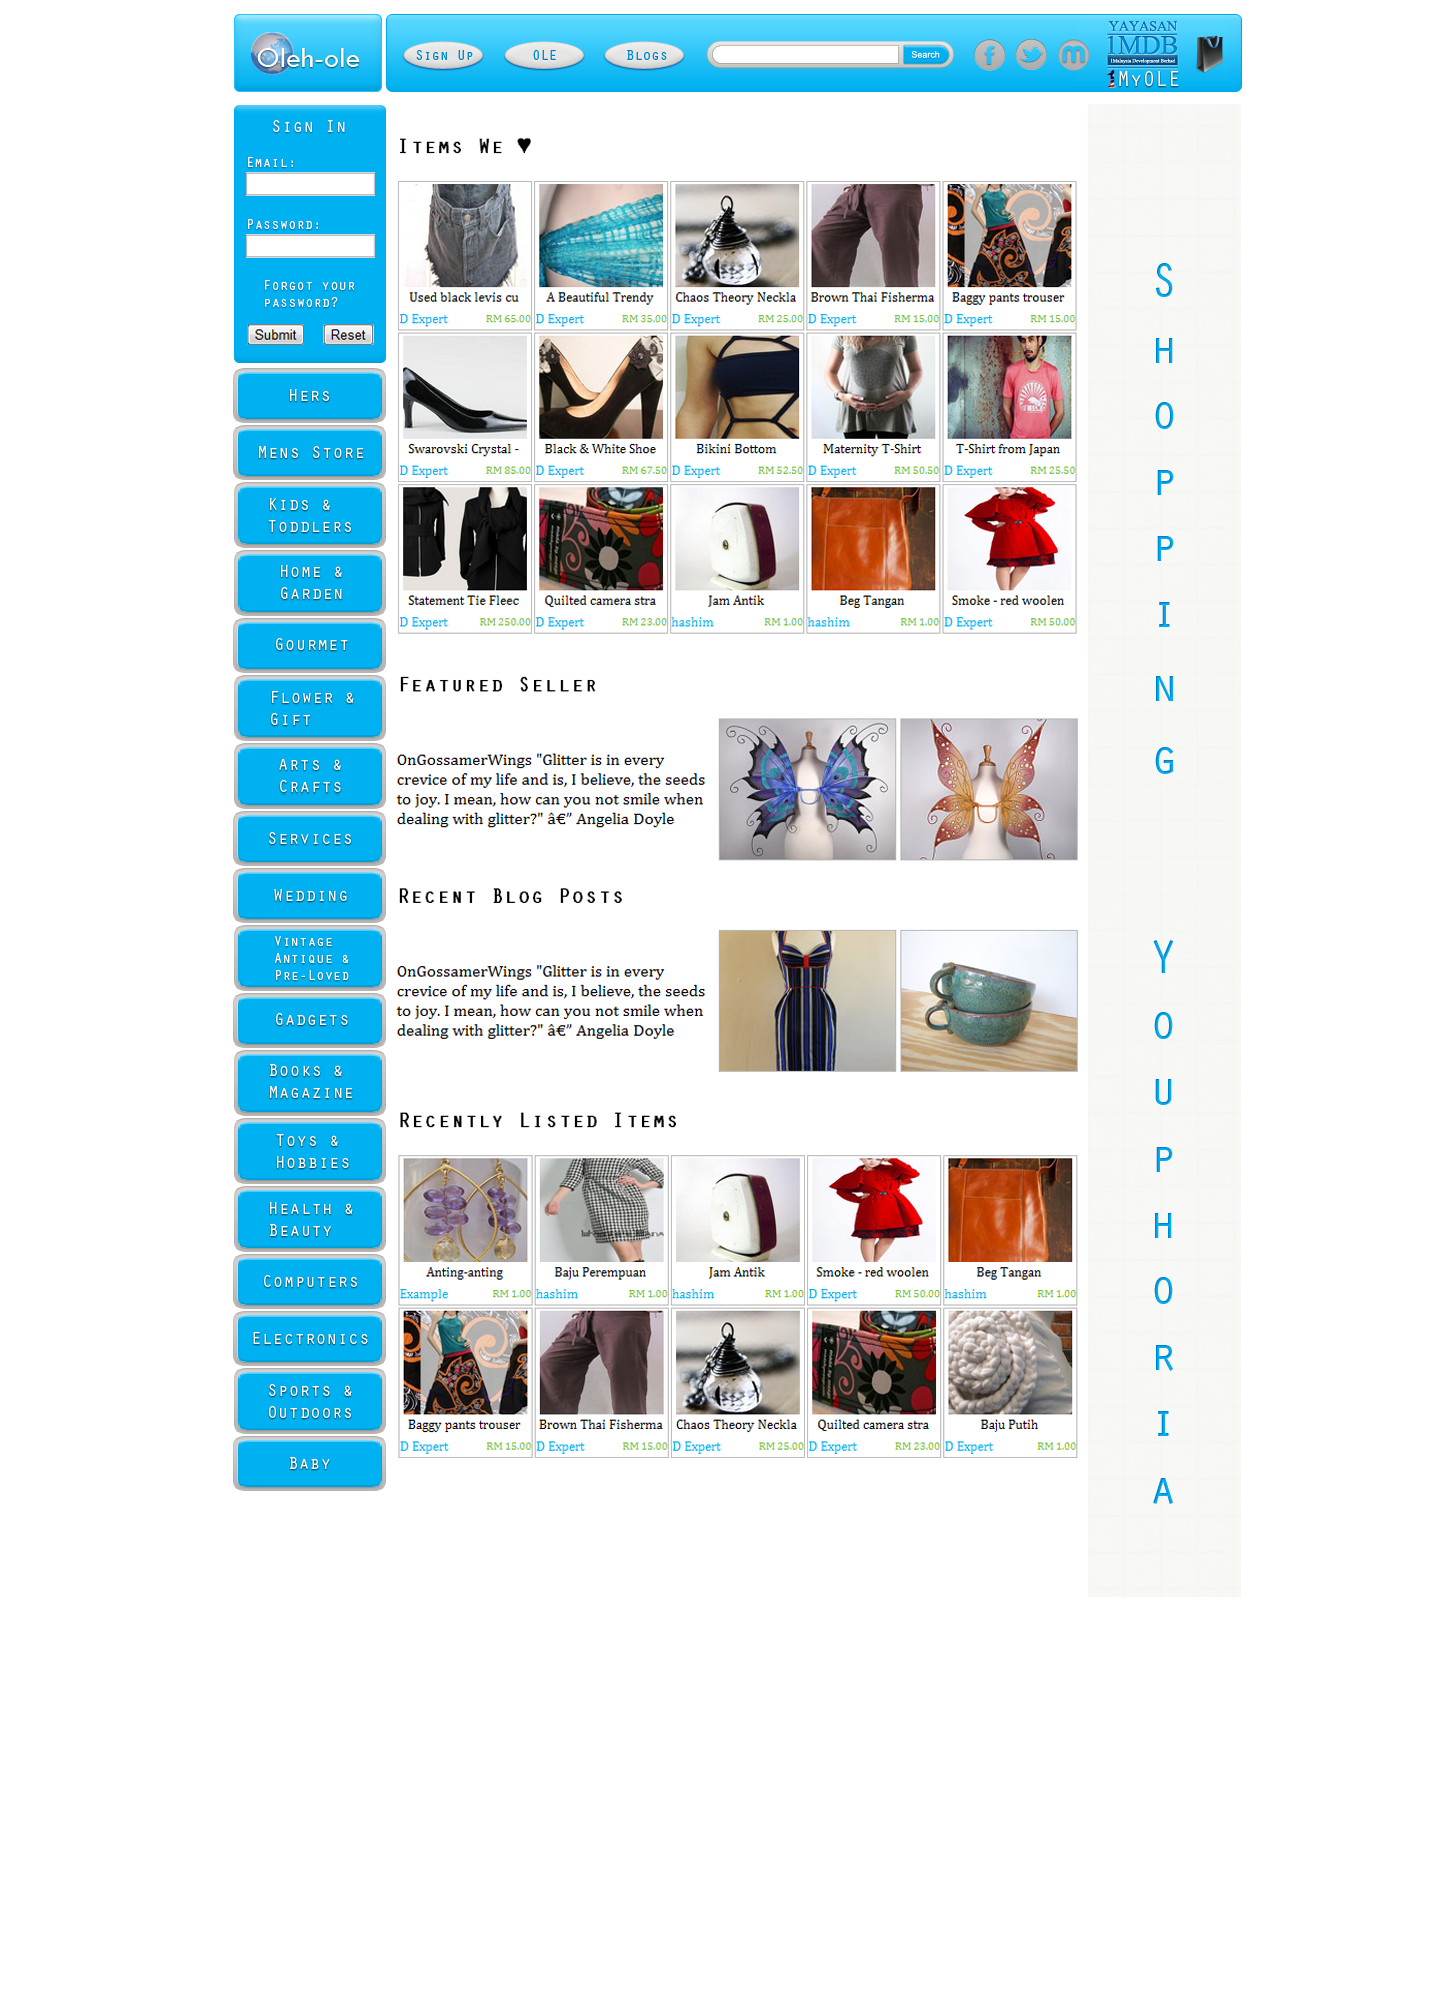 Oleh-ole
Sign Up
OLE
Blogs
Search
YAYASAN
1MDB
1Malaysia Development Berhad
1MyOLE
Sign In
Email:
Password:
Forgot your
password?
Submit
Reset
Hers
Mens Store
Kids &
Toddlers
Home &
Garden
Gourmet
Flower &
Gift
Arts &
Crafts
Services
Wedding
Vintage
Antique &
Pre-Loved
Gadgets
Books &
Magazine
Toys &
Hobbies
Health &
Beauty
Computers
Electronics
Sports &
Outdoors
Baby
Items We ♥
Used black levis cu
D Expert RM 65.00
A Beautiful Trendy
D Expert RM 35.00
Chaos Theory Neckla
D Expert RM 25.00
Brown Thai Fisherma
D Expert RM 15.00
Baggy pants trouser
D Expert RM 15.00
Swarovski Crystal -
D Expert RM 85.00
Black & White Shoe
D Expert RM 67.50
Bikini Bottom
D Expert RM 52.50
Maternity T-Shirt
D Expert RM 50.50
T-Shirt from Japan
D Expert RM 25.50
Statement Tie Fleec
D Expert RM 250.00
Quilted camera stra
D Expert RM 23.00
Jam Antik
hashim RM 1.00
Beg Tangan
hashim RM 1.00
Smoke - red woolen
D Expert RM 50.00
Featured Seller
OnGossamerWings "Glitter is in every
crevice of my life and is, I believe, the seeds
to joy. I mean, how can you not smile when
dealing with glitter?" â€” Angelia Doyle
Recent Blog Posts
OnGossamerWings "Glitter is in every
crevice of my life and is, I believe, the seeds
to joy. I mean, how can you not smile when
dealing with glitter?" â€” Angelia Doyle
Recently Listed Items
Anting-anting
Example RM 1.00
Baju Perempuan
hashim RM 1.00
Jam Antik
hashim RM 1.00
Smoke - red woolen
D Expert RM 50.00
Beg Tangan
hashim RM 1.00
Baggy pants trouser
D Expert RM 15.00
Brown Thai Fisherma
D Expert RM 15.00
Chaos Theory Neckla
D Expert RM 25.00
Quilted camera stra
D Expert RM 23.00
Baju Putih
D Expert RM 1.00
SHOPPING
YOUPHORIA